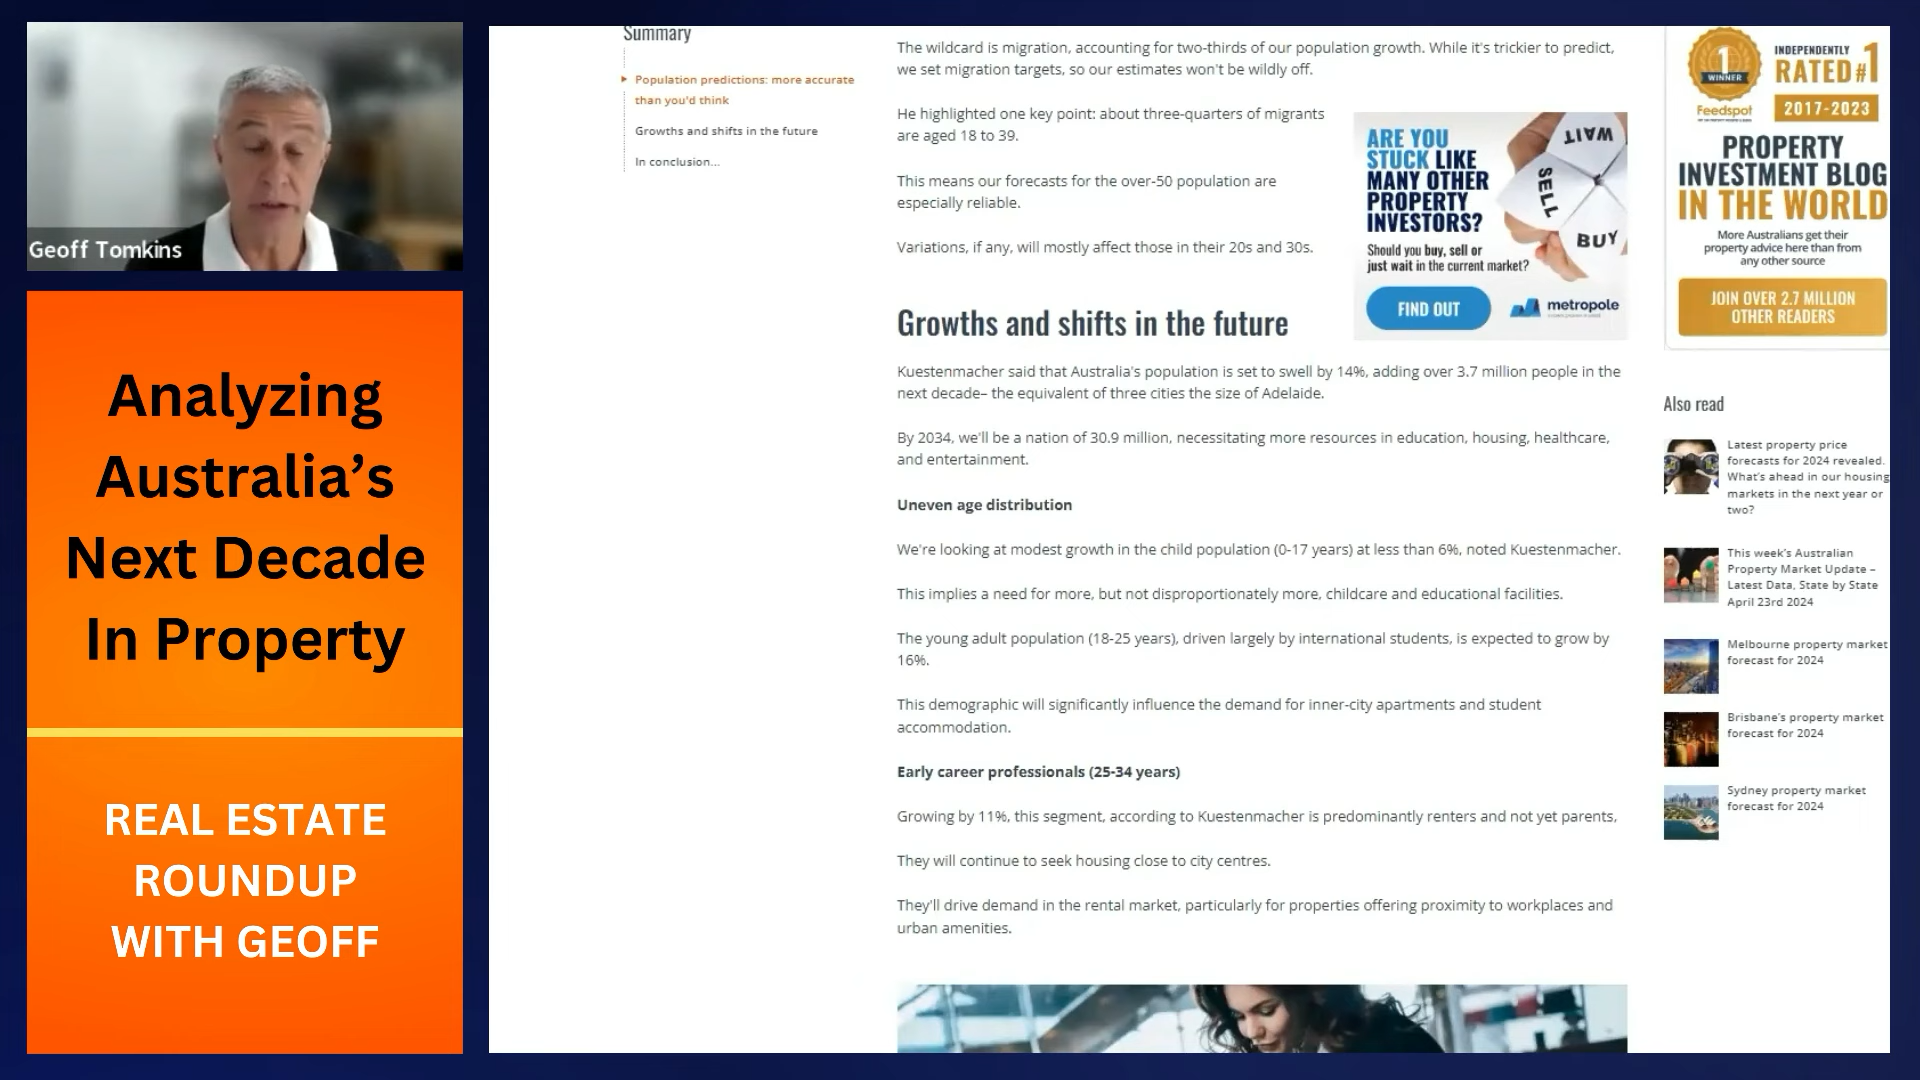 Geoff Tomkins
Analyzing
Australia’s
Next Decade
In Property
REAL ESTATE
ROUNDUP
WITH GEOFF
Summary
Population predictions: more accurate
than you'd think
Growths and shifts in the future
In conclusion...
The wildcard is migration, accounting for two-thirds of our population growth. While it's trickier to predict,
we set migration targets, so our estimates won't be wildly off.
He highlighted one key point: about three-quarters of migrants
are aged 18 to 39.
This means our forecasts for the over-50 population are
especially reliable.
Variations, if any, will mostly affect those in their 20s and 30s.
ARE YOU
STUCK LIKE
MANY OTHER
PROPERTY
INVESTORS?
Should you buy, sell or
just wait in the current market?
FIND OUT
metropole
WAIT
SELL
BUY
Growths and shifts in the future
Kuestenmacher said that Australia's population is set to swell by 14%, adding over 3.7 million people in the
next decade– the equivalent of three cities the size of Adelaide.
By 2034, we'll be a nation of 30.9 million, necessitating more resources in education, housing, healthcare,
and entertainment.
Uneven age distribution
We're looking at modest growth in the child population (0-17 years) at less than 6%, noted Kuestenmacher.
This implies a need for more, but not disproportionately more, childcare and educational facilities.
The young adult population (18-25 years), driven largely by international students, is expected to grow by
16%.
This demographic will significantly influence the demand for inner-city apartments and student
accommodation.
Early career professionals (25-34 years)
Growing by 11%, this segment, according to Kuestenmacher is predominantly renters and not yet parents,
They will continue to seek housing close to city centres.
They'll drive demand in the rental market, particularly for properties offering proximity to workplaces and
urban amenities.
1
WINNER
Feedspot
INDEPENDENTLY
RATED #1
2017-2023
PROPERTY
INVESTMENT BLOG
IN THE WORLD
More Australians get their
property advice here than from
any other source
JOIN OVER 2.7 MILLION
OTHER READERS
Also read
Latest property price
forecasts for 2024 revealed.
What's ahead in our housing
markets in the next year or
two?
This week's Australian
Property Market Update –
Latest Data, State by State
April 23rd 2024
Melbourne property market
forecast for 2024
Brisbane's property market
forecast for 2024
Sydney property market
forecast for 2024